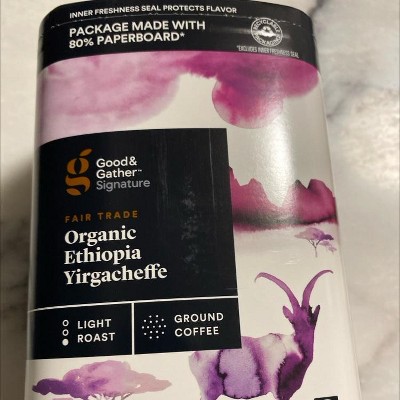 INNER FRESHNESS SEAL PROTECTS FLAVOR
PACKAGE MADE WITH
80% PAPERBOARD*
*EXCLUDES INNER FRESHNESS SEAL
Good&
Gather™
Signature
FAIR TRADE
Organic
Ethiopia
Yirgacheffe
LIGHT
ROAST
GROUND
COFFEE